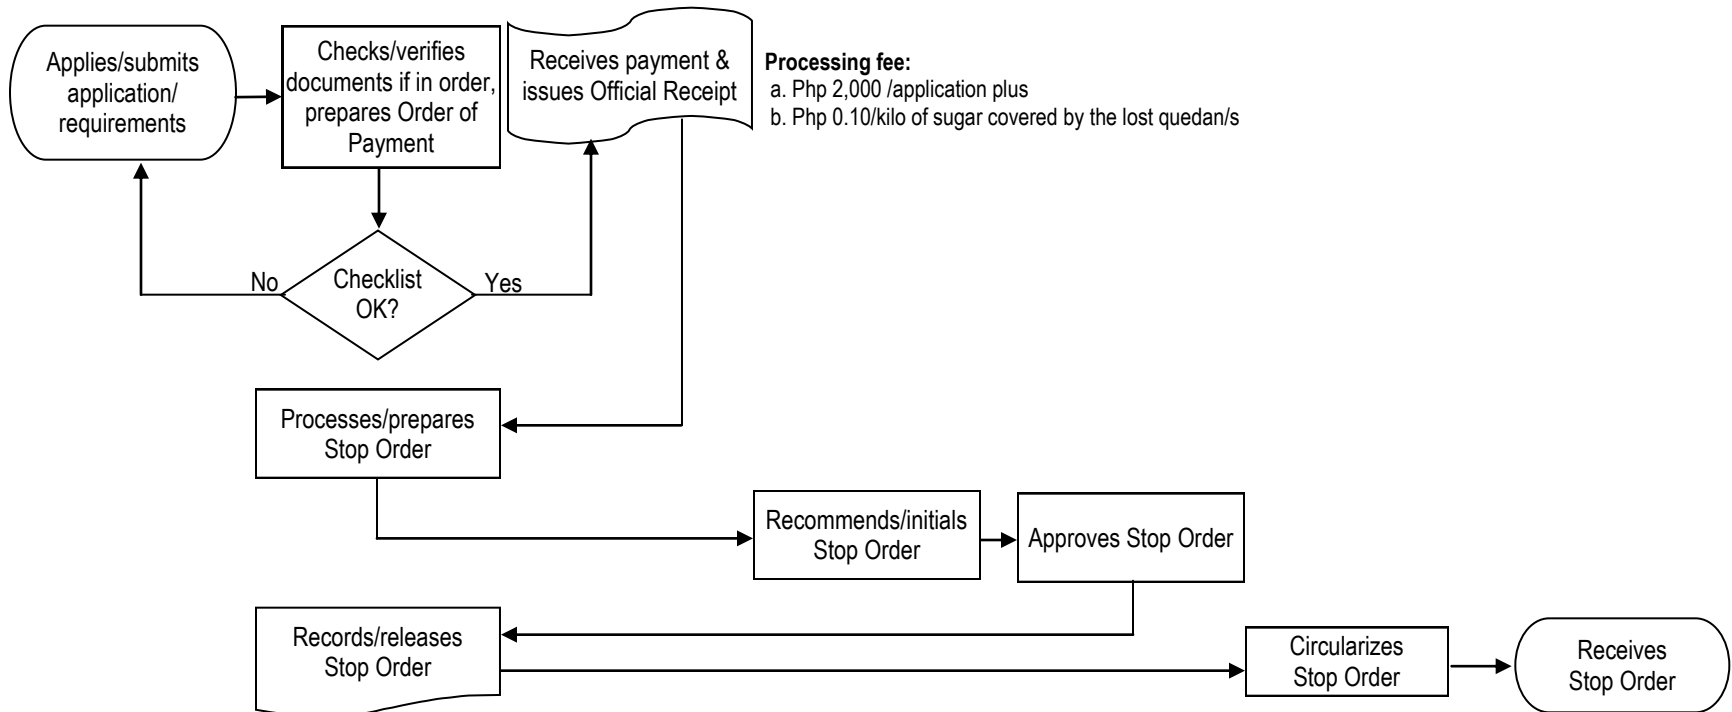 Applies/submits
application/
requirements
Checks/verifies
documents if in order,
prepares Order of
Payment
Receives payment &
issues Official Receipt
Processing fee:
a. Php 2,000 /application plus
b. Php 0.10/kilo of sugar covered by the lost quedan/s
No
Checklist
OK?
Yes
Processes/prepares
Stop Order
Recommends/initials
Stop Order
Approves Stop Order
Records/releases
Stop Order
Circularizes
Stop Order
Receives
Stop Order